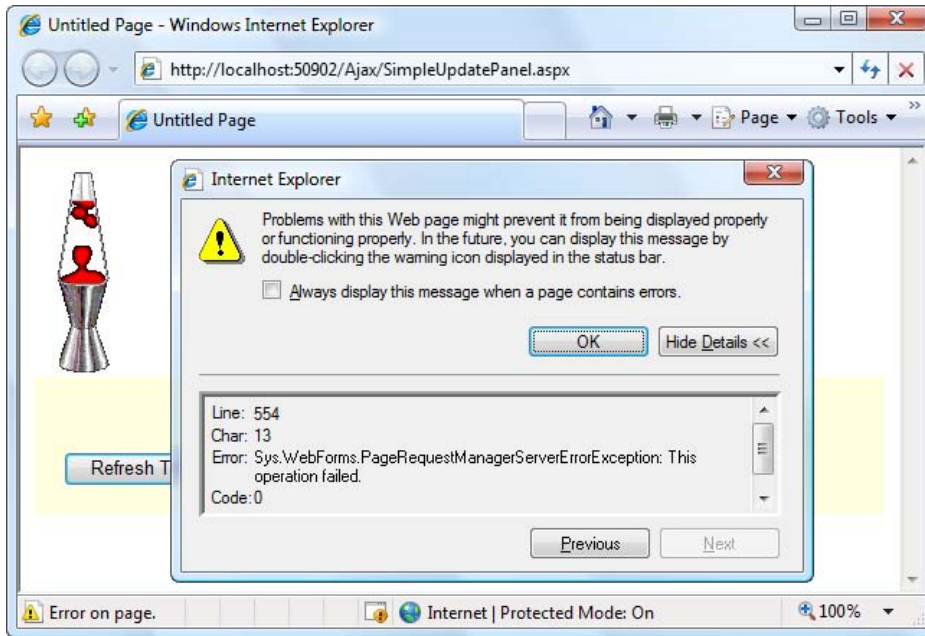 Untitled Page - Windows Internet Explorer
http://localhost:50902/Ajax/SimpleUpdatePanel.aspx
Untitled Page
Page
Tools
»
Internet Explorer
Problems with this Web page might prevent it from being displayed properly
or functioning properly. In the future, you can display this message by
double-clicking the warning icon displayed in the status bar.
Always display this message when a page contains errors.
OK
Hide Details <<
Line: 554
Char: 13
Error: Sys.WebForms.PageRequestManagerServerErrorException: This
operation failed.
Code:0
Refresh T
Previous
Next
Error on page.
Internet | Protected Mode: On
100%